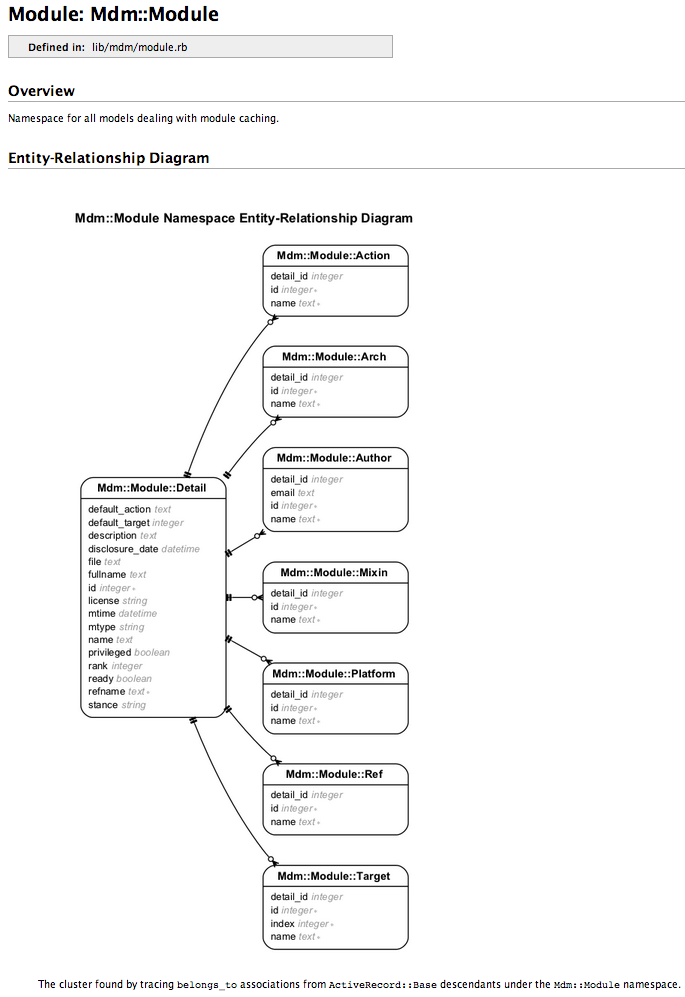 Module: Mdm::Module
Defined in: lib/mdm/module.rb
Overview
Namespace for all models dealing with module caching.
Entity-Relationship Diagram
Mdm::Module Namespace Entity-Relationship Diagram
Mdm::Module::Action
detail_id integer
id integer∗
name text∗
Mdm::Module::Arch
detail_id integer
id integer∗
name text∗
Mdm::Module::Author
detail_id integer
email text
id integer∗
name text∗
Mdm::Module::Detail
default_action text
default_target integer
description text
disclosure_date datetime
file text
fullname text
id integer∗
license string
mtime datetime
mtype string
name text
privileged boolean
rank integer
ready boolean
refname text∗
stance string
Mdm::Module::Mixin
detail_id integer
id integer∗
name text∗
Mdm::Module::Platform
detail_id integer
id integer∗
name text∗
Mdm::Module::Ref
detail_id integer
id integer∗
name text∗
Mdm::Module::Target
detail_id integer
id integer∗
index integer∗
name text∗
The cluster found by tracing belongs_to associations from ActiveRecord::Base descendants under the Mdm::Module namespace.